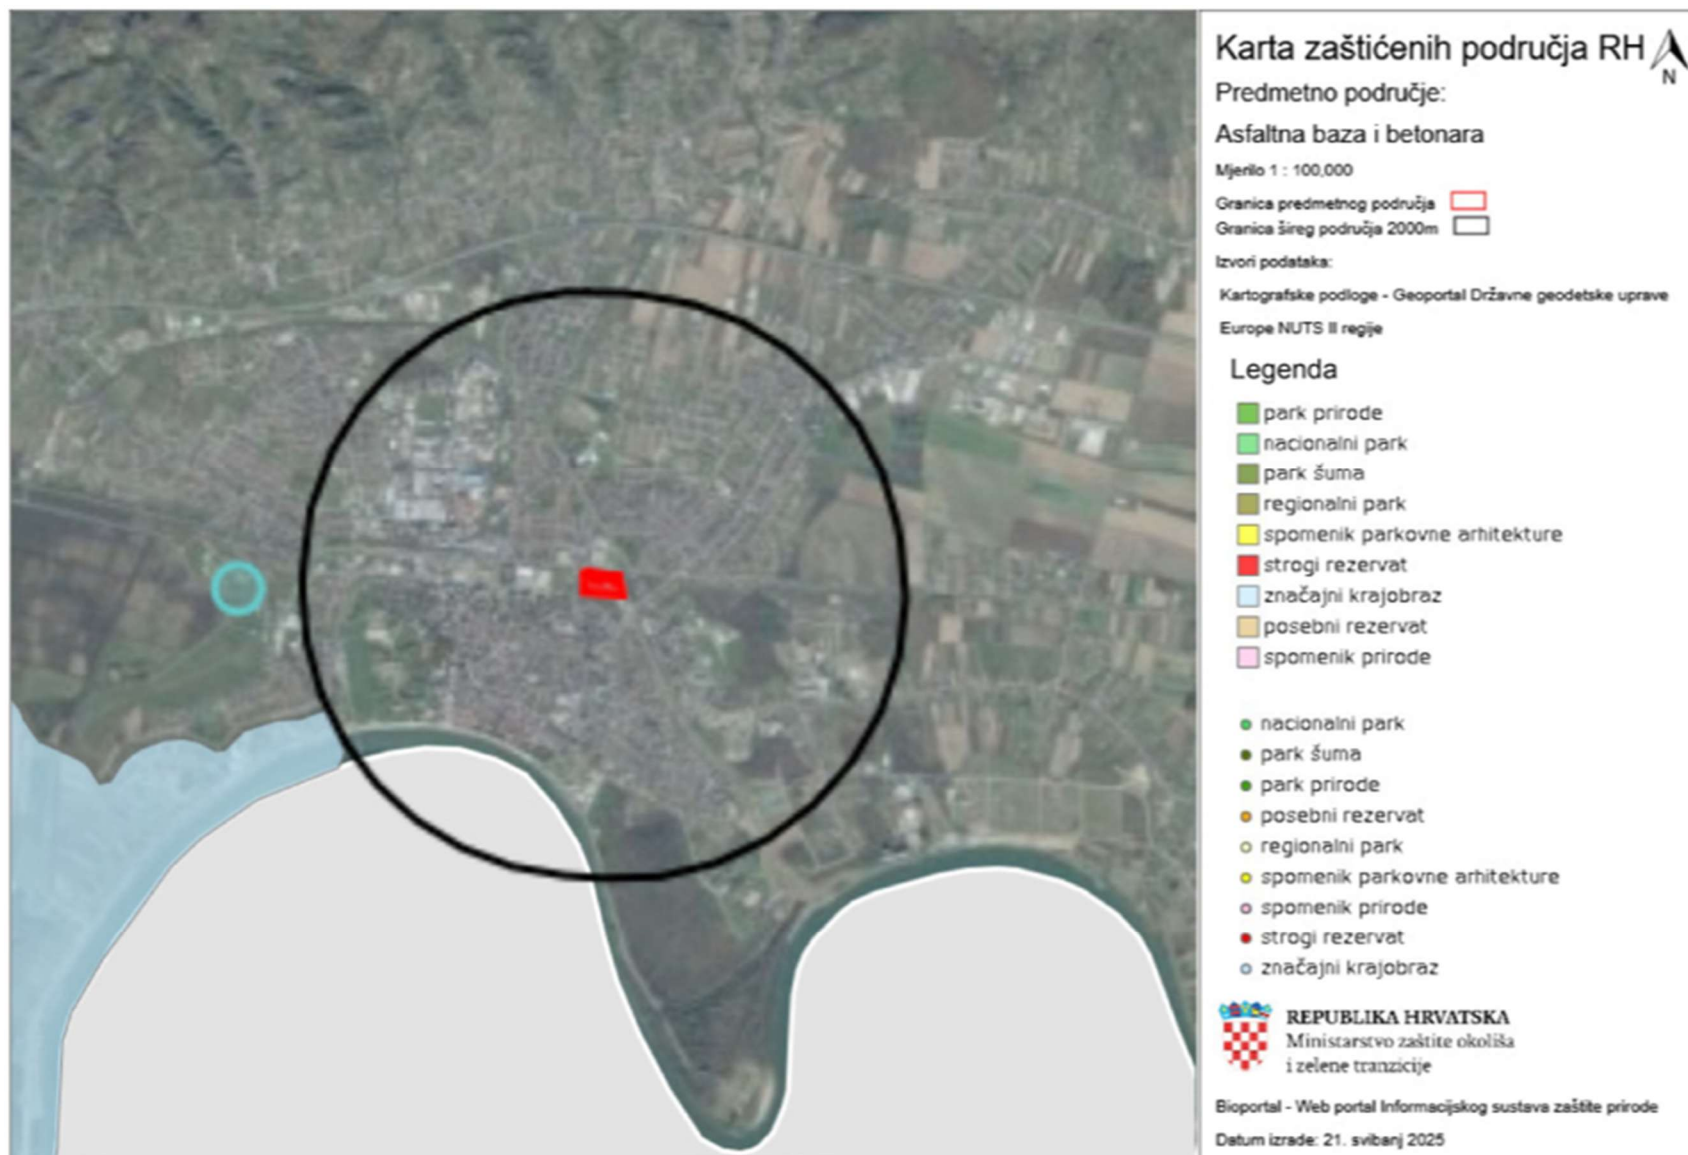 Karta zaštićenih područja RH
N
Predmetno područje:
Asfaltna baza i betonara
Mjerilo 1 : 100,000
Granica predmetnog područja
Granica šireg područja 2000m
Izvori podataka:
Kartografske podloge - Geoportal Državne geodetske uprave
Europe NUTS II regije
Legenda
park prirode
nacionalni park
park šuma
regionalni park
spomenik parkovne arhitekture
strogi rezervat
značajni krajobraz
posebni rezervat
spomenik prirode
nacionalni park
park šuma
park prirode
posebni rezervat
regionalni park
spomenik parkovne arhitekture
spomenik prirode
strogi rezervat
značajni krajobraz
REPUBLIKA HRVATSKA
Ministarstvo zaštite okoliša
i zelene tranzicije
Bioportal - Web portal Informacijskog sustava zaštite prirode
Datum izrade: 21. svibanj 2025